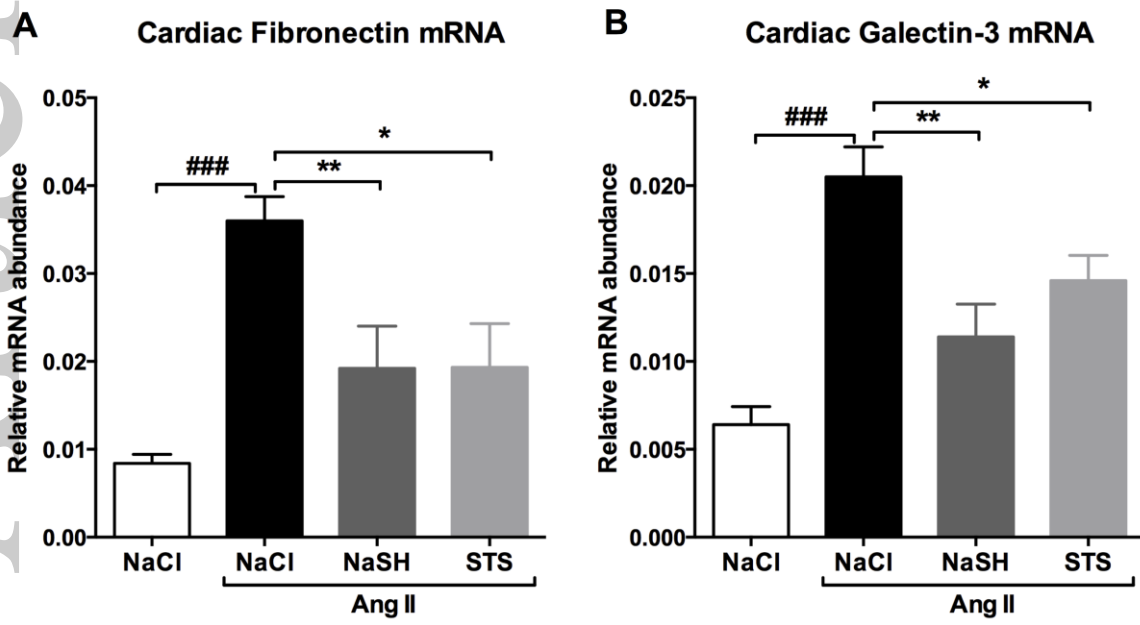 A
Cardiac Fibronectin mRNA
Relative mRNA abundance
0.05
0.04
0.03
0.02
0.01
0.00
###
**
*
NaCl
NaCl
NaSH
STS
Ang II
B
Cardiac Galectin-3 mRNA
Relative mRNA abundance
0.025
0.020
0.015
0.010
0.005
0.000
###
**
*
NaCl
NaCl
NaSH
STS
Ang II